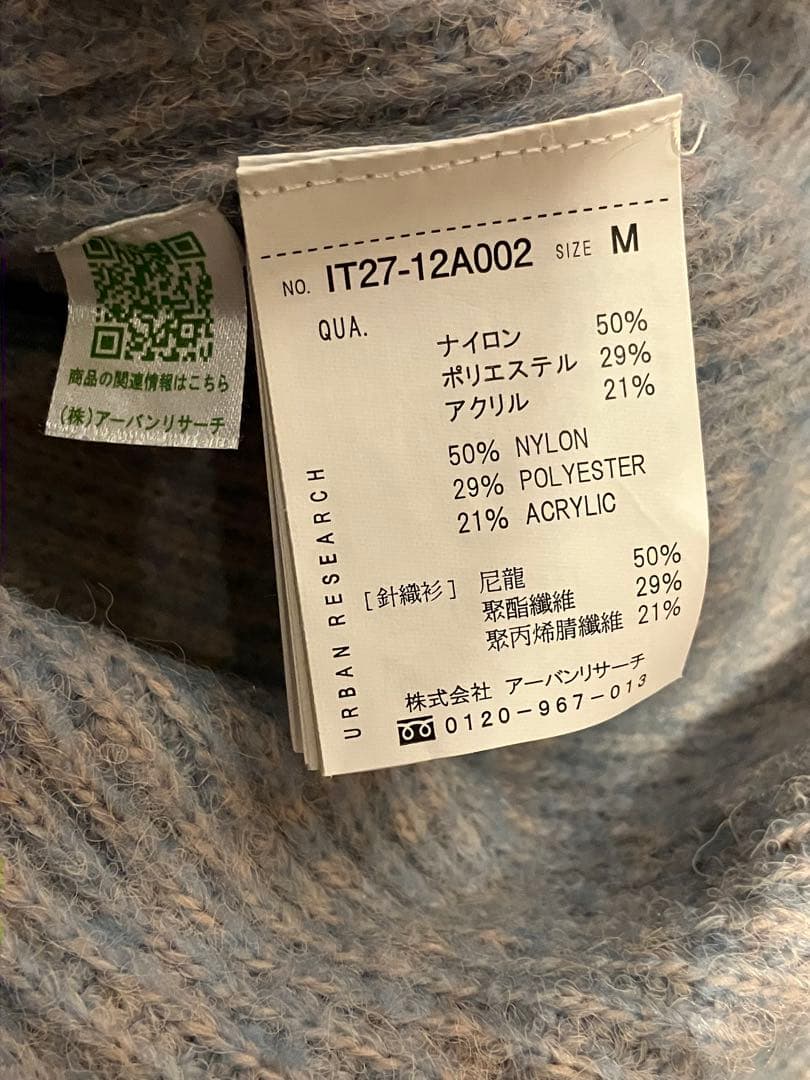 商品の関連情報はこちら
(株)アーバンリサーチ
NO. IT27-12A002 SIZE M
QUA.
ナイロン 50%
ポリエステル 29%
アクリル 21%
50% NYLON
29% POLYESTER
21% ACRYLIC
URBAN RESEARCH
[針織衫] 尼龍 50%
聚酯纖維 29%
聚丙烯腈纖維 21%
株式会社 アーバンリサーチ
0120-967-013